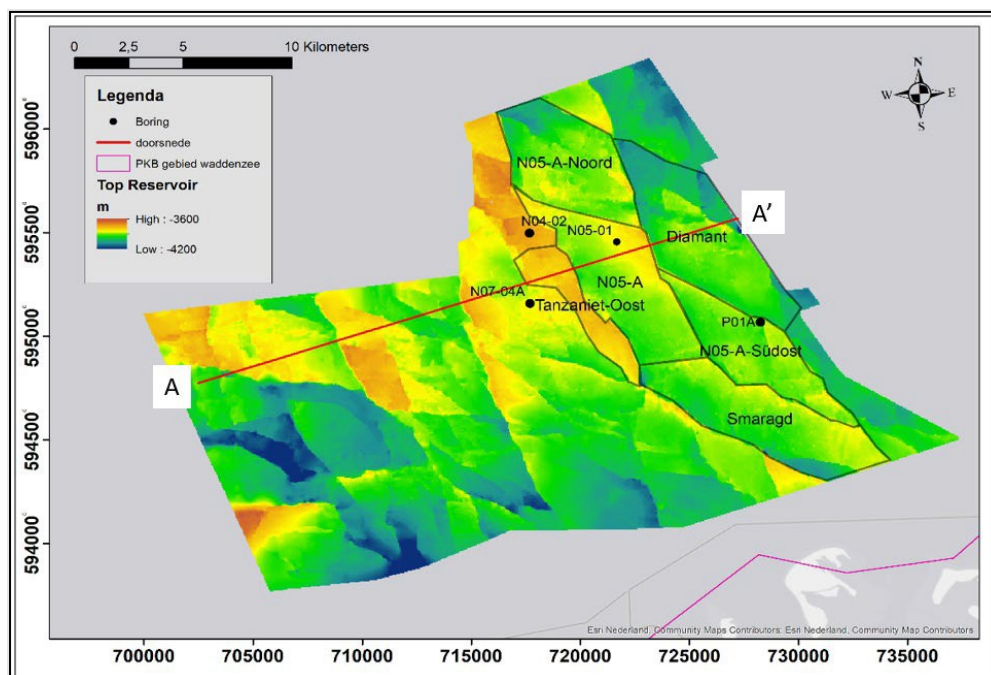 0 2,5 5 10 Kilometers
Legenda
Boring
doorsnede
PKB gebied waddenzee
Top Reservoir
m
High : -3600
Low : -4200
N
W E
S
N05-A-Noord
A'
N04-02
N05-01
Diamant
N05-A
N07-04A
Tanzaniet-Oost
P01A
N05-A-Südost
A
Smaragd
596000
595500
595000
594500
594000
Esri Nederland, Community Maps Contributors: Esri Nederland, Community Map Contributors
700000 705000 710000 715000 720000 725000 730000 735000